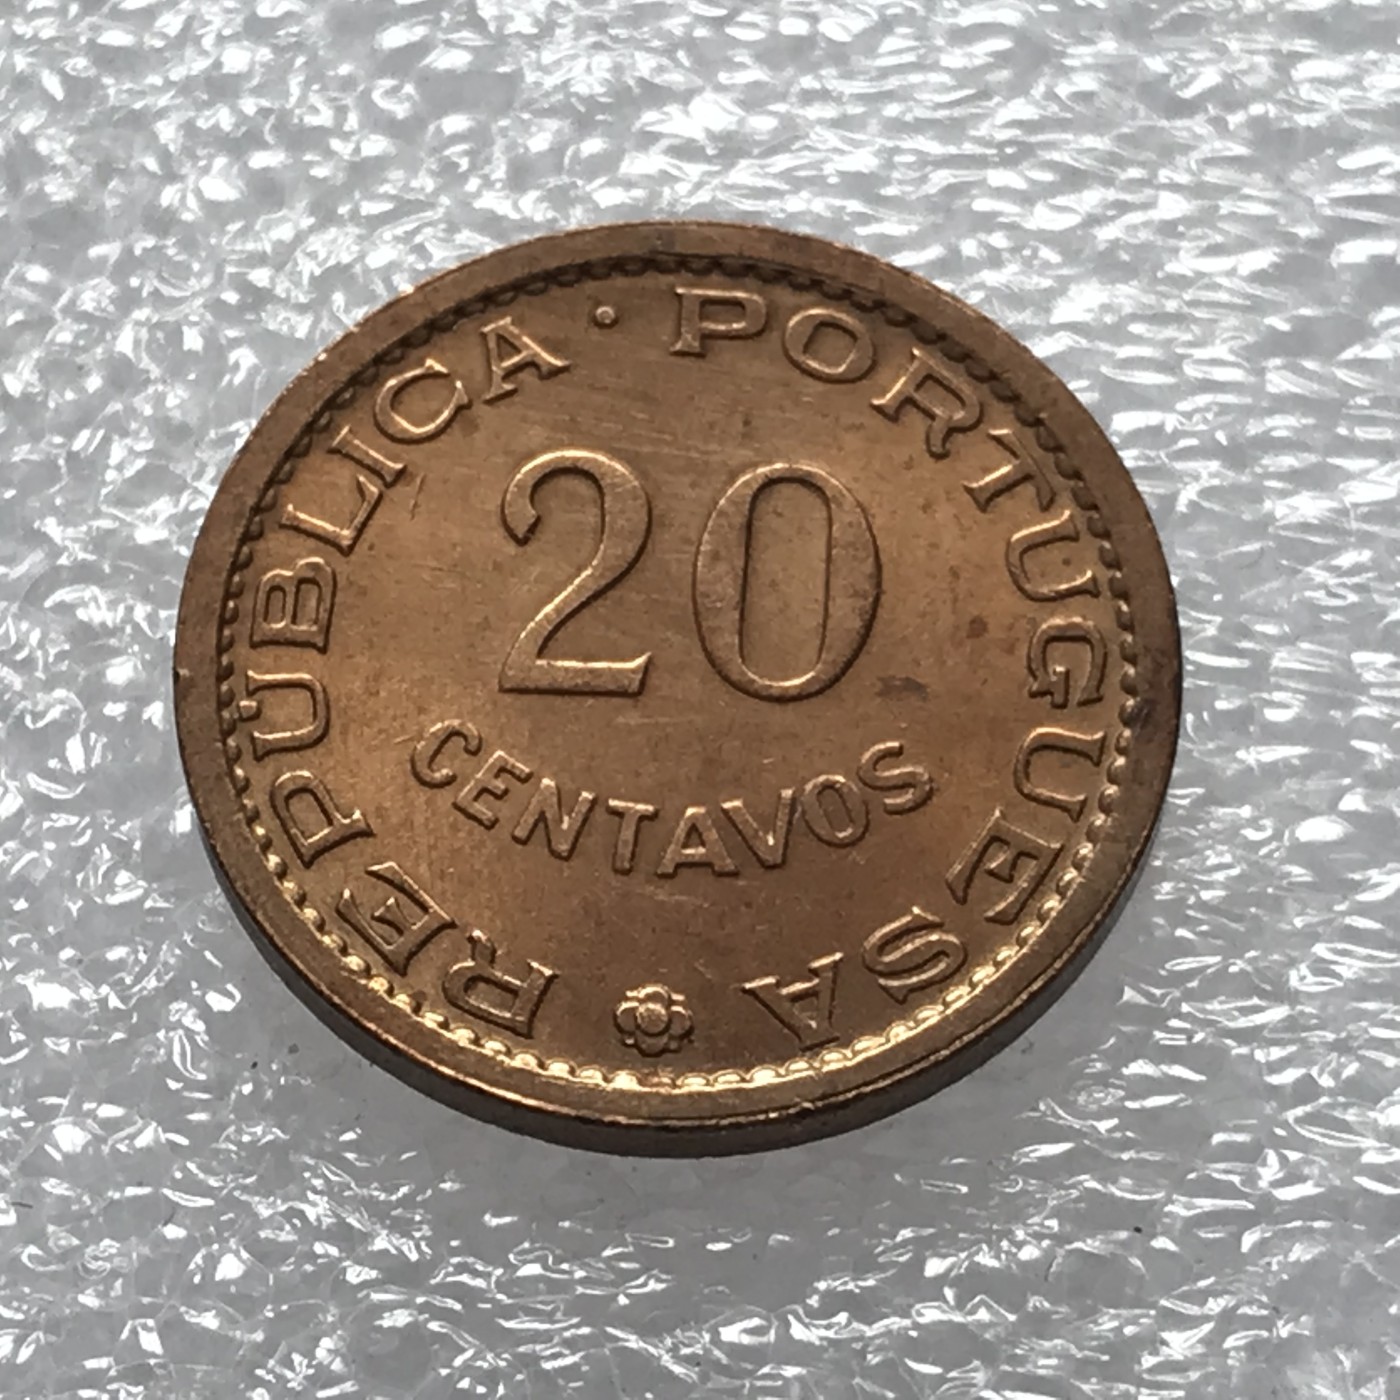 REPÚBLICA · PORTUGUESA
20
CENTAVOS